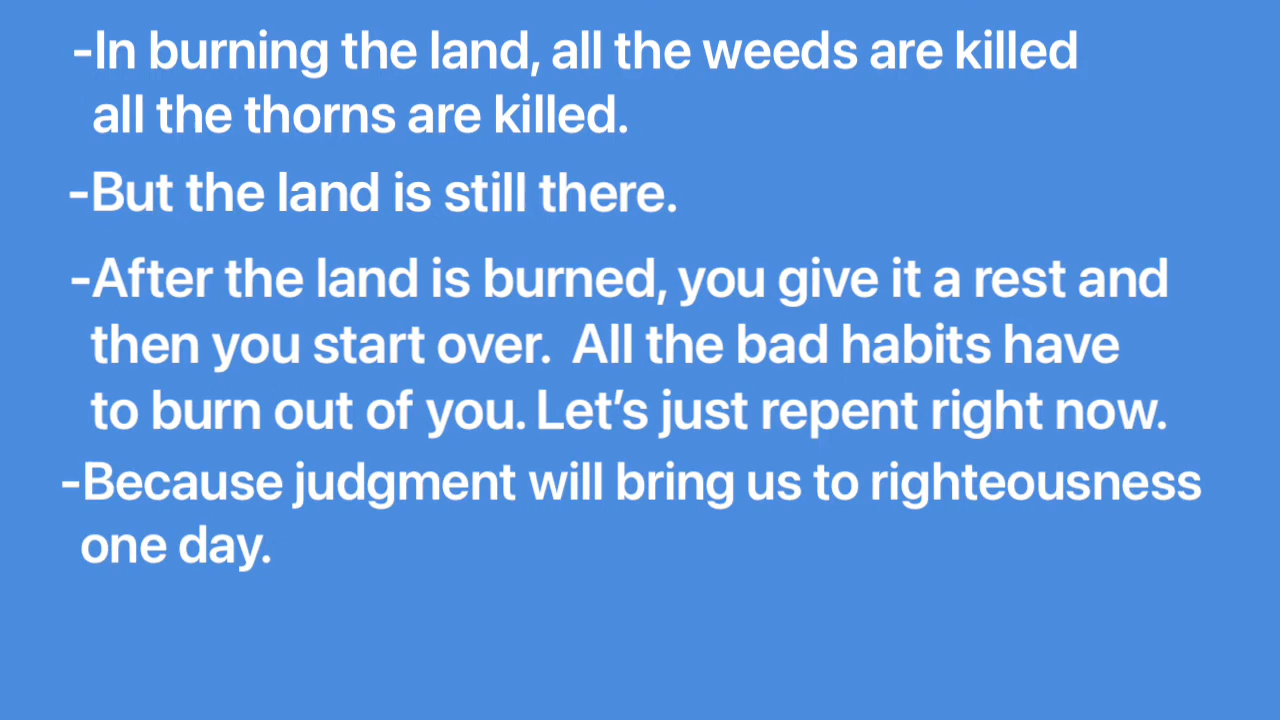 -In burning the land, all the weeds are killed
all the thorns are killed.
-But the land is still there.
-After the land is burned, you give it a rest and
then you start over.  All the bad habits have
to burn out of you. Let’s just repent right now.
-Because judgment will bring us to righteousness
one day.